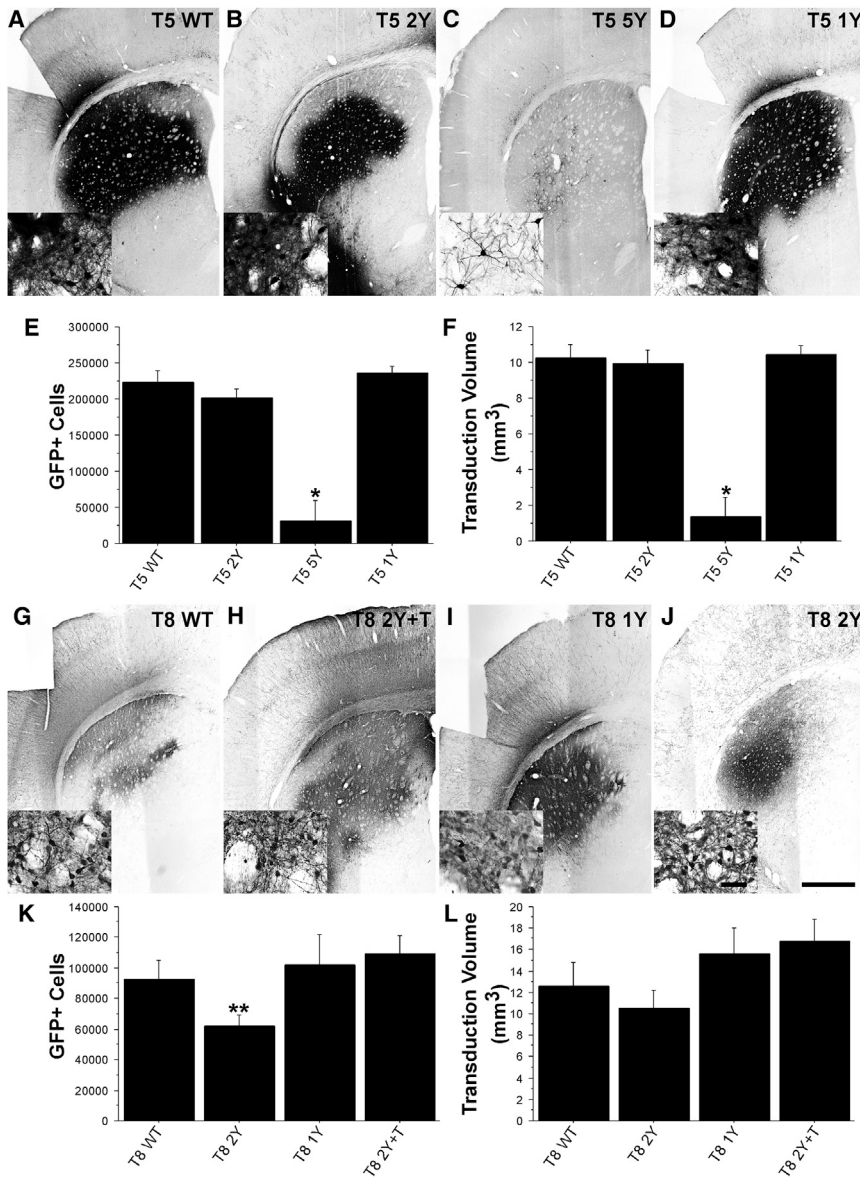 A T5 WT
B T5 2Y
C T5 5Y
D T5 1Y
E
GFP+ Cells
300000
250000
200000
150000
100000
50000
0
*
T5 WT
T5 2Y
T5 5Y
T5 1Y
F
Transduction Volume
(mm3)
12
10
8
6
4
2
0
*
T5 WT
T5 2Y
T5 5Y
T5 1Y
G T8 WT
H T8 2Y+T
I T8 1Y
J T8 2Y
K
GFP+ Cells
140000
120000
100000
80000
60000
40000
20000
0
**
T8 WT
T8 2Y
T8 1Y
T8 2Y+T
L
Transduction Volume
(mm3)
20
18
16
14
12
10
8
6
4
2
0
T8 WT
T8 2Y
T8 1Y
T8 2Y+T